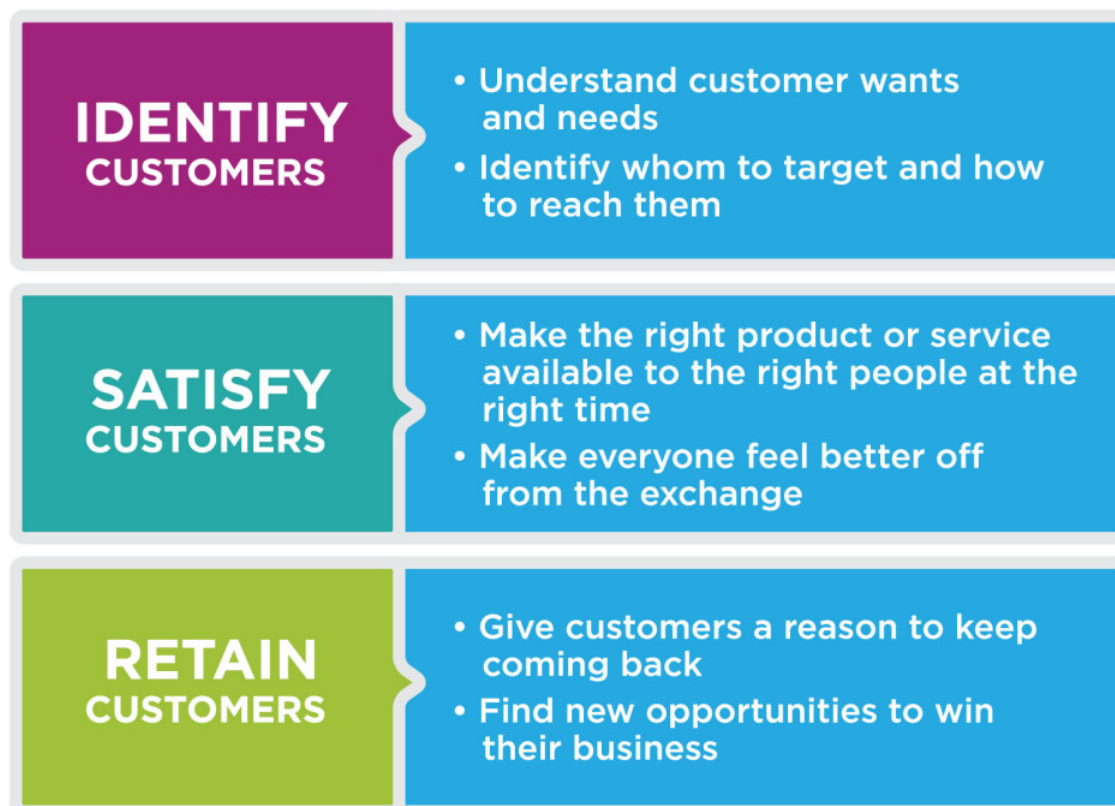 IDENTIFY
CUSTOMERS
• Understand customer wants
and needs
• Identify whom to target and how
to reach them
SATISFY
CUSTOMERS
• Make the right product or service
available to the right people at the
right time
• Make everyone feel better off
from the exchange
RETAIN
CUSTOMERS
• Give customers a reason to keep
coming back
• Find new opportunities to win
their business